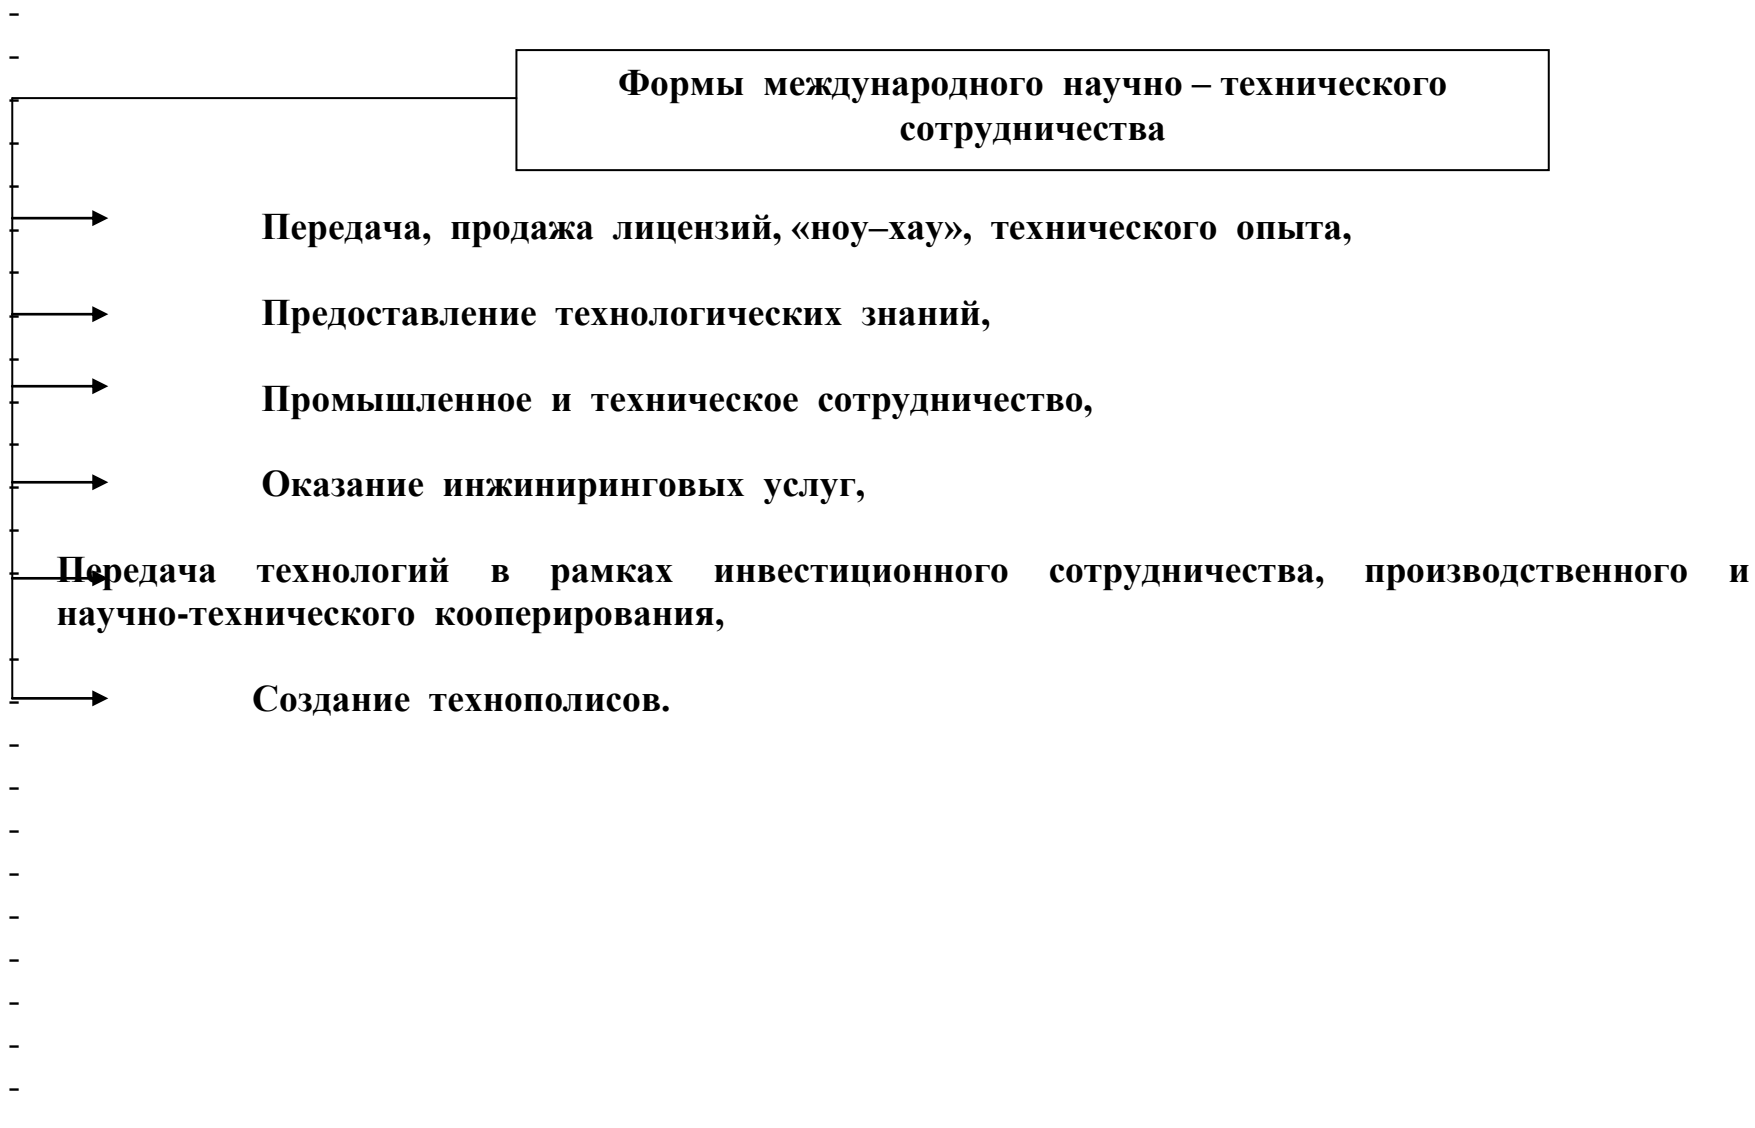 Формы международного научно – технического
сотрудничества
Передача, продажа лицензий, «ноу–хау», технического опыта,
Предоставление технологических знаний,
Промышленное и техническое сотрудничество,
Оказание инжиниринговых услуг,
Передача технологий в рамках инвестиционного сотрудничества, производственного и
научно-технического кооперирования,
Создание технополисов.